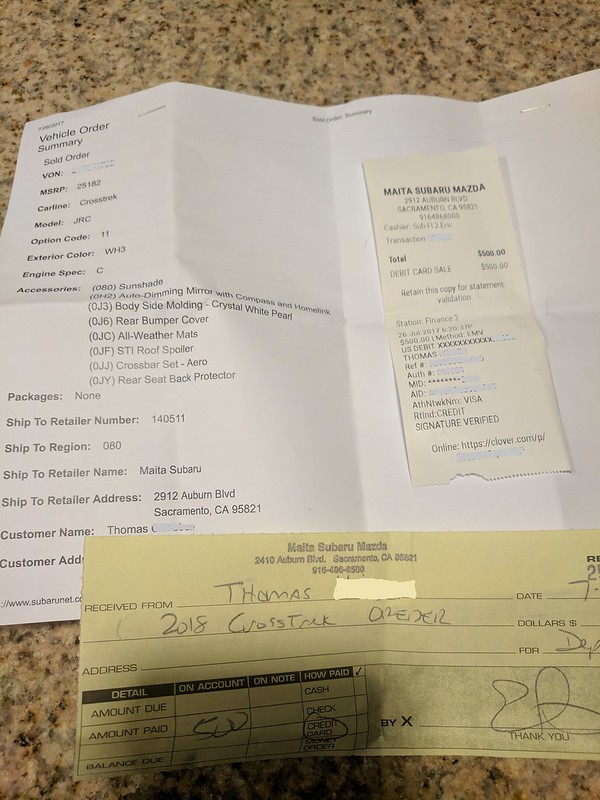 7/26/2017
Vehicle Order
Summary
Sold Order: Summary
Sold Order
VON:
MSRP: 25182
Carline: Crosstrek
Model: JRC
Option Code: 11
Exterior Color: WH3
Engine Spec: C
Accessories: (080) Sunshade
(0H2) Auto-Dimming Mirror with Compass and Homelink
(0J3) Body Side Molding - Crystal White Pearl
(0J6) Rear Bumper Cover
(0JC) All-Weather Mats
(0JF) STI Roof Spoiler
(0JJ) Crossbar Set - Aero
(0JY) Rear Seat Back Protector
Packages: None
Ship To Retailer Number: 140511
Ship To Region: 080
Ship To Retailer Name: Maita Subaru
Ship To Retailer Address: 2912 Auburn Blvd
Sacramento, CA 95821
Customer Name: Thomas
Customer Addr
://www.subarunet.co
MAITA SUBARU MAZDA
2912 AUBURN BLVD
SACRAMENTO, CA 95821
9164868000
Cashier: Sub FI 2 Eric
Transaction
Total $500.00
DEBIT CARD SALE $500.00
Retain this copy for statement
validation
Station: Finance 2
26-Jul-2017 6:20:37P
$500.00 | Method: EMV
US DEBIT XXXXXXXXXXXX
THOMAS
Ref #:
Auth #:
MID: ********
AID:
AthNtwkNm: VISA
RtInd:CREDIT
SIGNATURE VERIFIED
Online: https://clover.com/p/
Maita Subaru Mazda
2410 Auburn Blvd. Sacramento, CA 95821
RE
RECEIVED FROM THOMAS DATE 7-
2018 CROSSTREK ORDER DOLLARS $
FOR Dep
ADDRESS
DETAIL ON ACCOUNT ON NOTE HOW PAID ✓
AMOUNT DUE CASH
CHECK
AMOUNT PAID 500 CREDIT CARD
MONEY ORDER
BALANCE DUE
BY X
THANK YOU